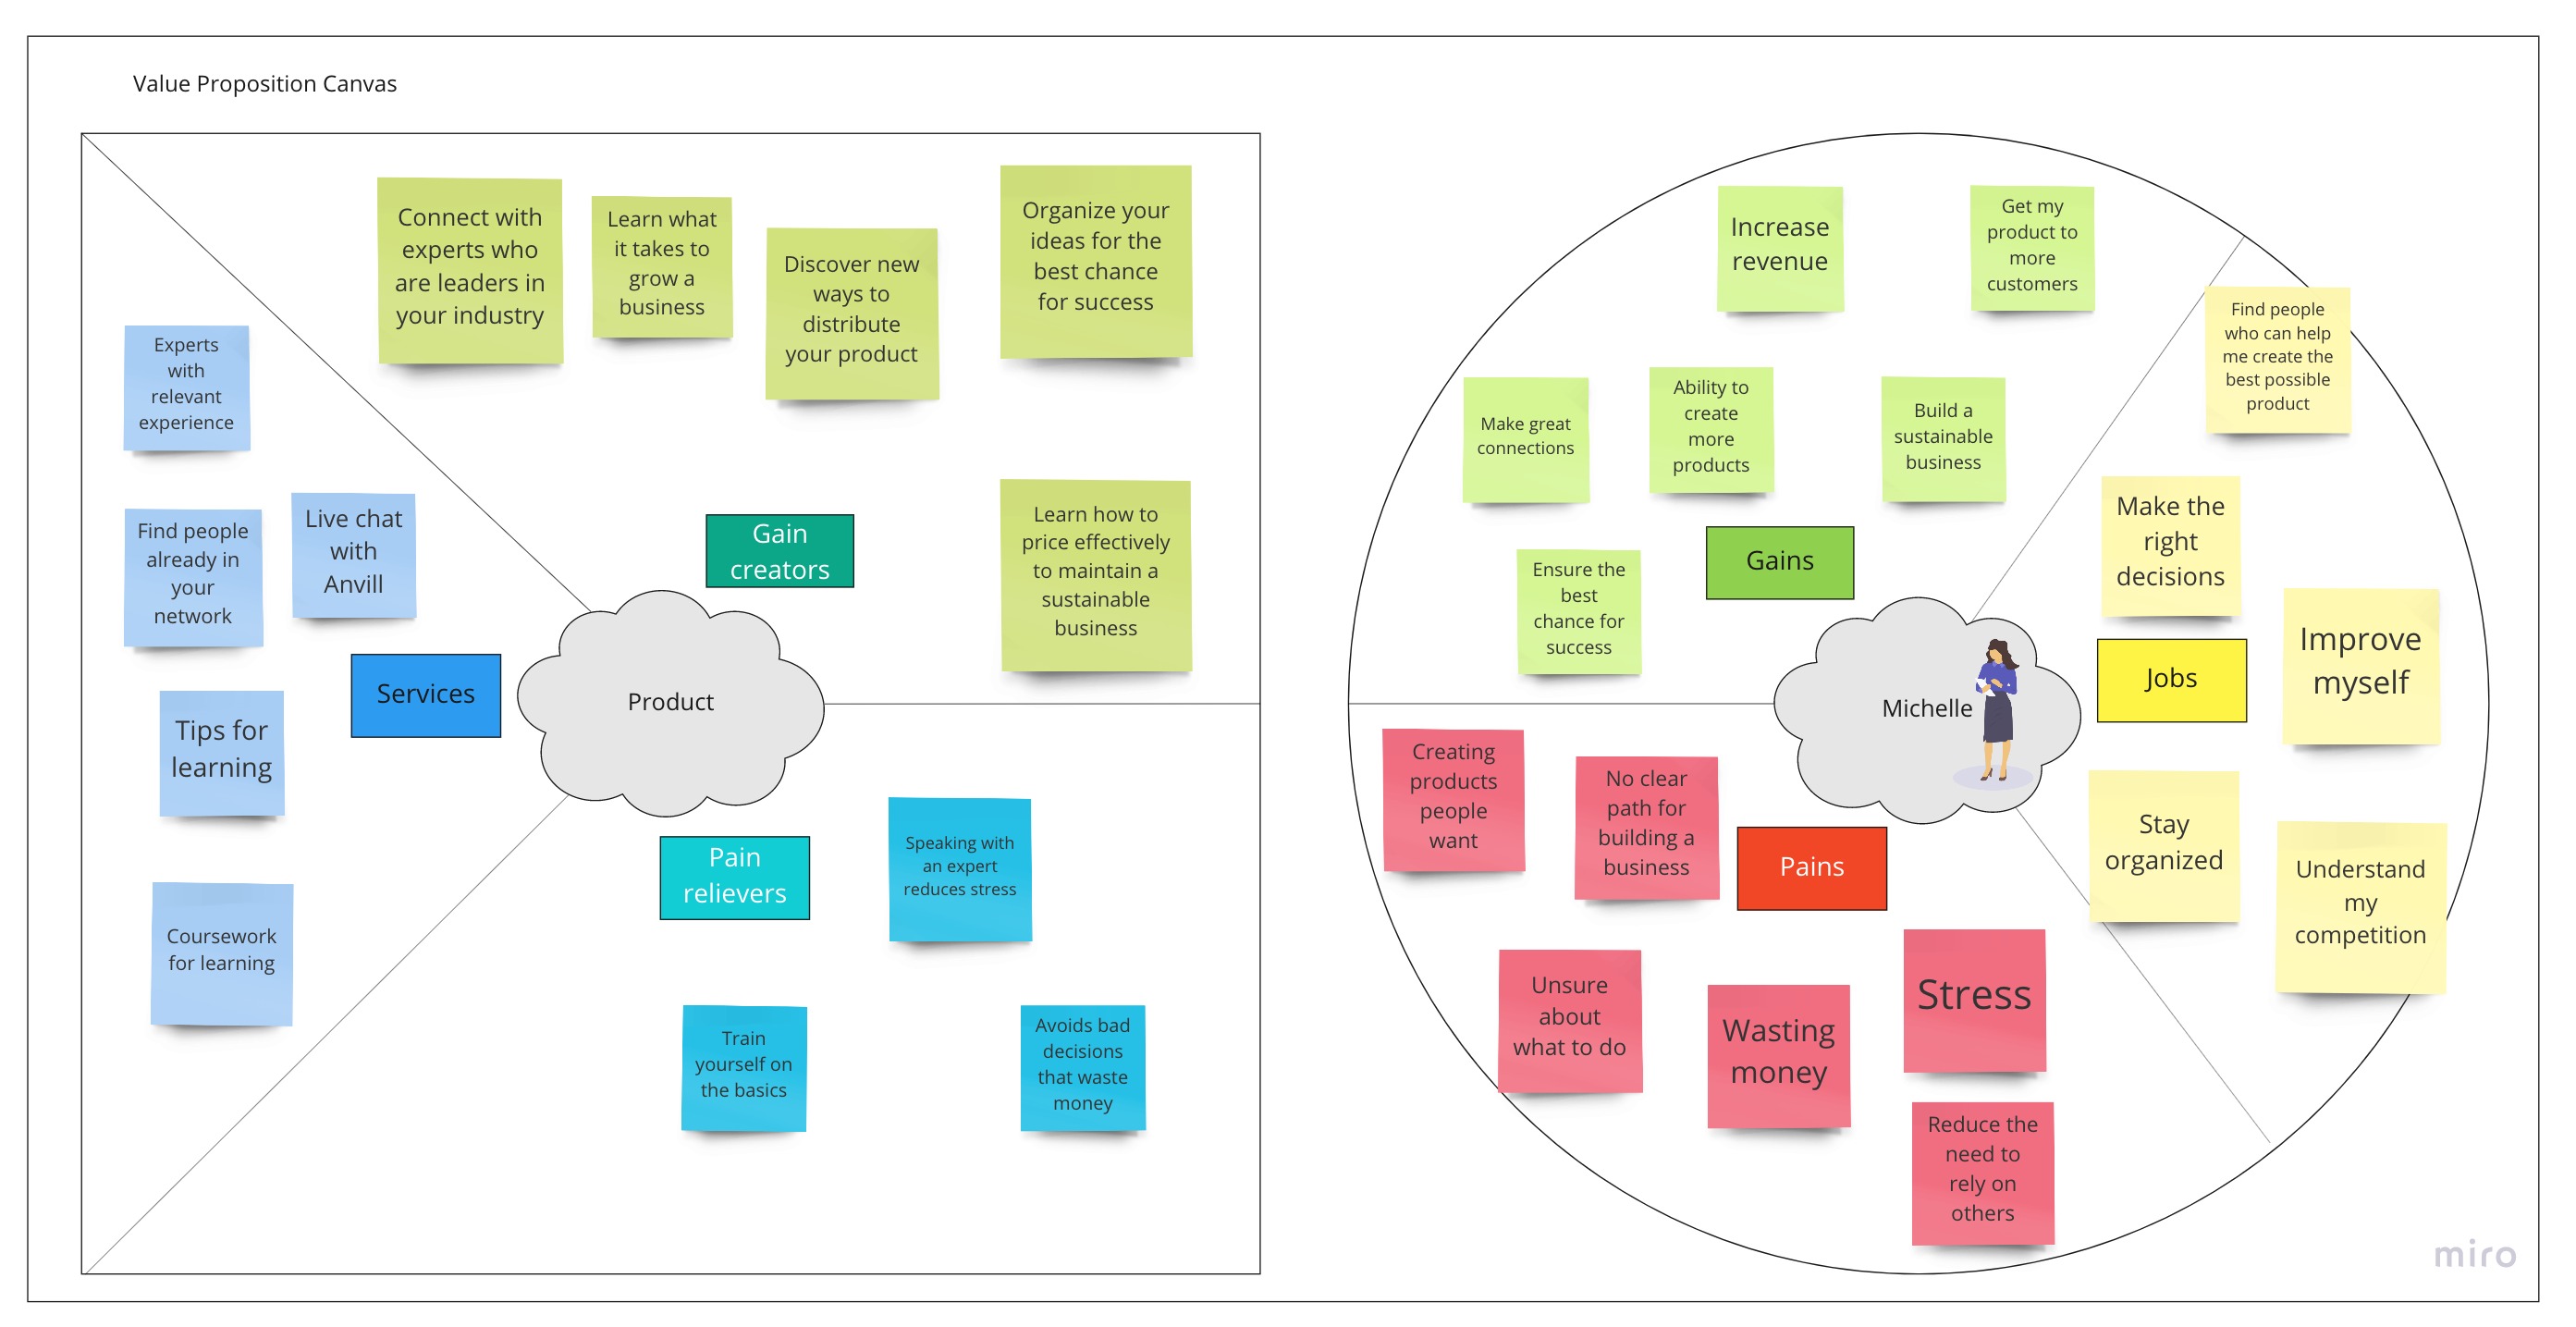 Value Proposition Canvas
Connect with
experts who
are leaders in
your industry
Learn what
it takes to
grow a
business
Discover new
ways to
distribute
your product
Organize your
ideas for the
best chance
for success
Learn how to
price effectively
to maintain a
sustainable
business
Gain
creators
Experts
with
relevant
experience
Find people
already in
your
network
Live chat
with
Anvill
Services
Tips for
learning
Coursework
for learning
Product
Pain
relievers
Speaking with
an expert
reduces stress
Train
yourself on
the basics
Avoids bad
decisions
that waste
money
Increase
revenue
Get my
product to
more
customers
Make great
connections
Ability to
create
more
products
Build a
sustainable
business
Ensure the
best
chance for
success
Gains
Michelle
Find people
who can help
me create the
best possible
product
Make the
right
decisions
Improve
myself
Jobs
Stay
organized
Understand
my
competition
Creating
products
people
want
No clear
path for
building a
business
Pains
Unsure
about
what to do
Wasting
money
Stress
Reduce the
need to
rely on
others
miro